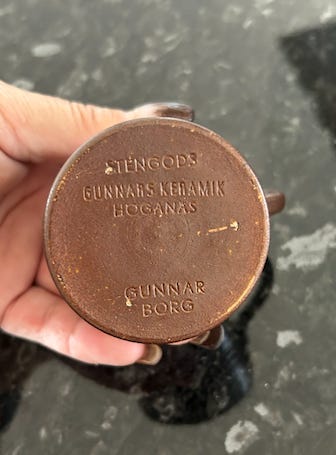 STENGODS
GUNNARS KERAMIK
HÖGANÄS
GUNNAR
BORG